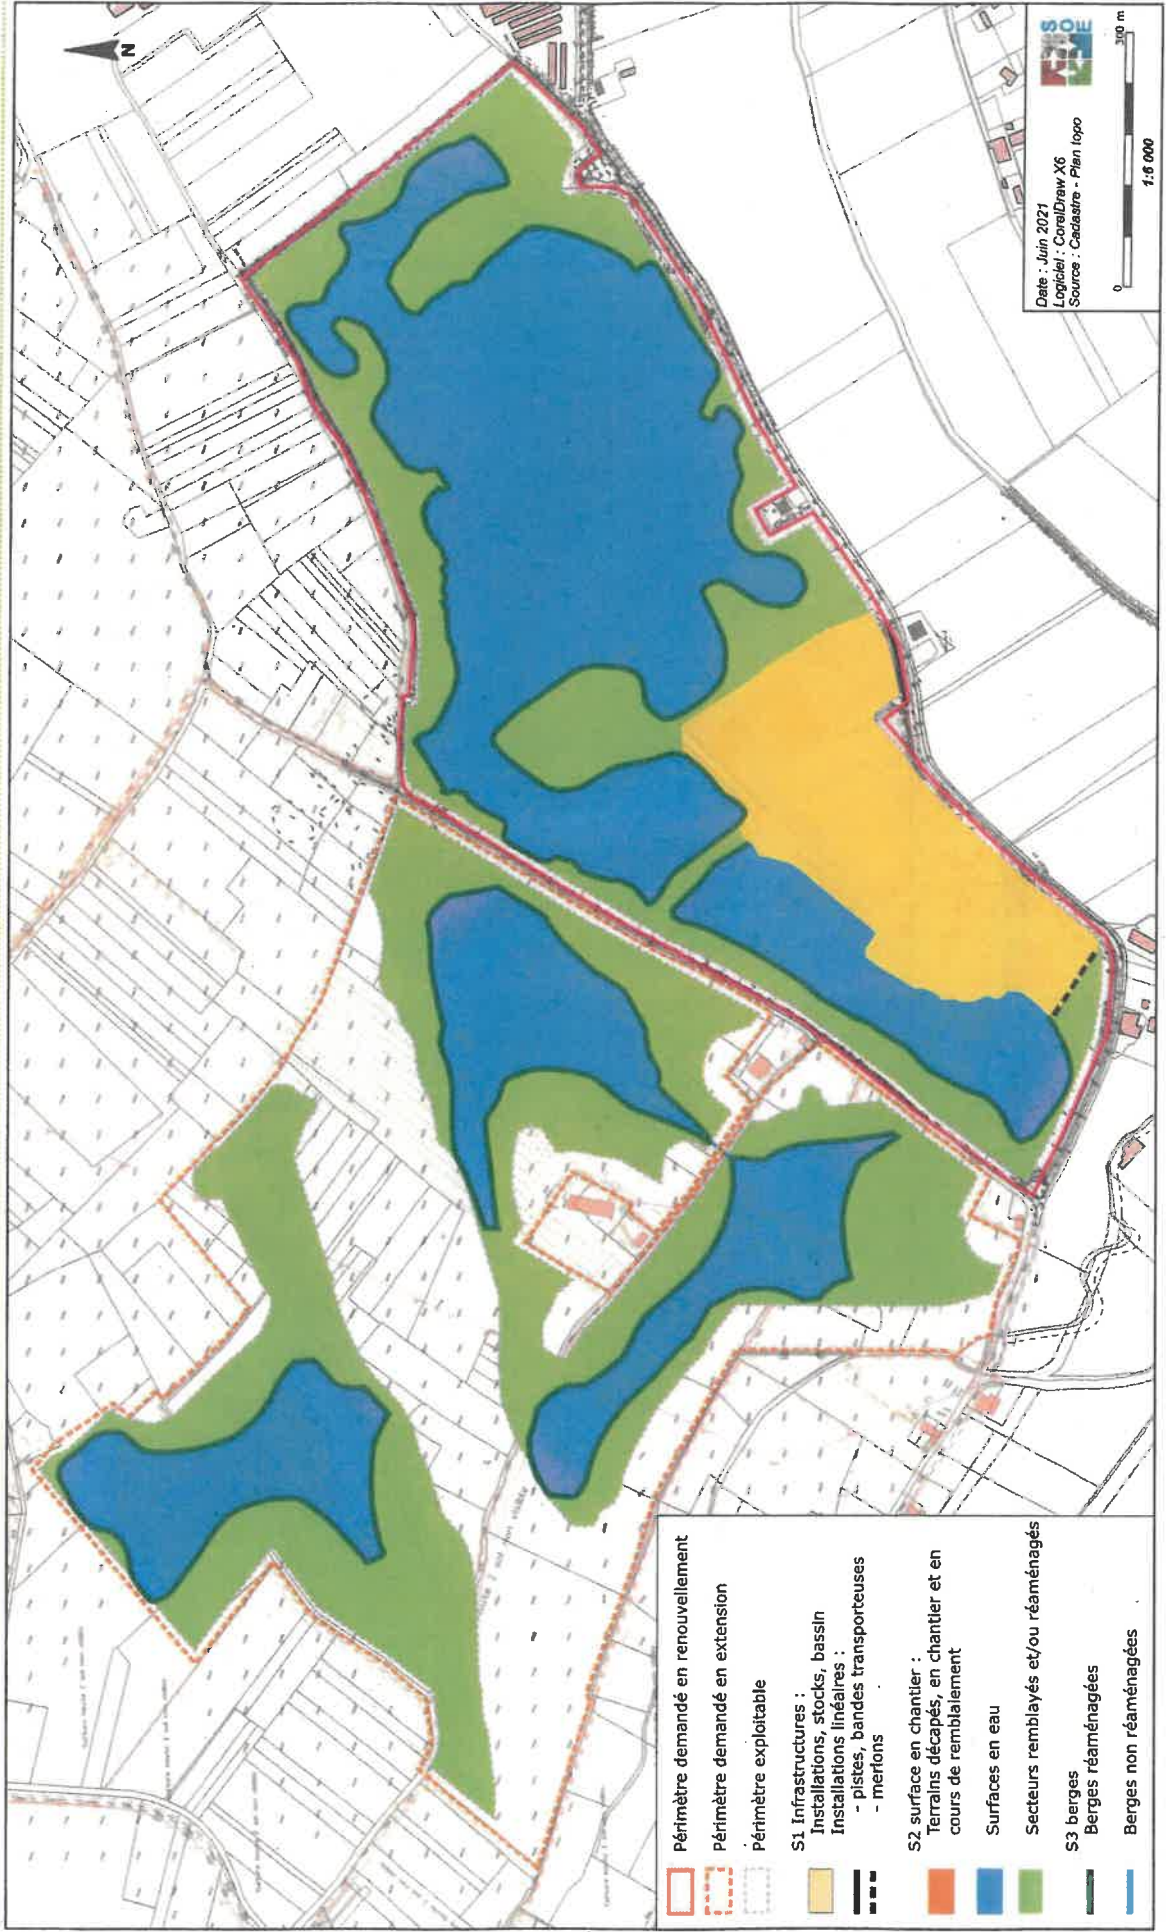 N
SOE
Date : Juin 2021
Logiciel : CorelDraw X6
Source : Cadastre - Plan topo
0 300 m
1:6 000
Périmètre demandé en renouvellement
Périmètre demandé en extension
Périmètre exploitable
S1 Infrastructures :
Installations, stocks, bassin
Installations linéaires :
- pistes, bandes transporteuses
- merlons
S2 surface en chantier :
Terrains décapés, en chantier et en
cours de remblaiement
Surfaces en eau
Secteurs remblayés et/ou réaménagés
S3 berges
Berges réaménagées
Berges non réaménagées